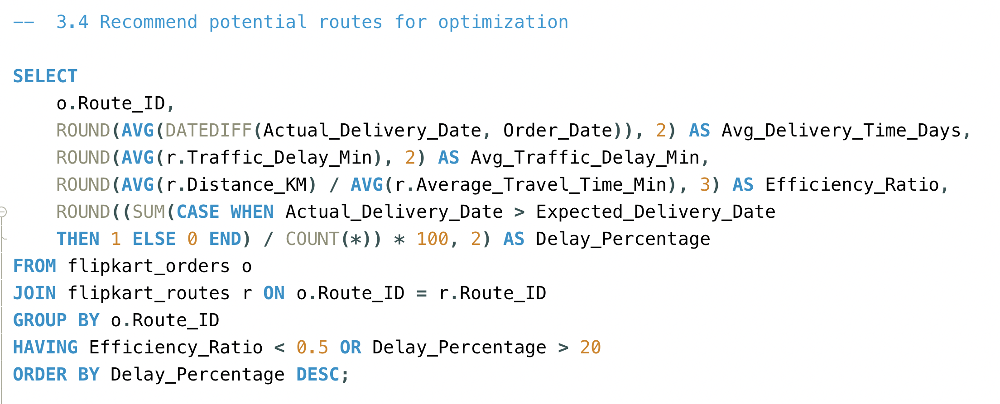 --  3.4 Recommend potential routes for optimization
SELECT
    o.Route_ID,
    ROUND(AVG(DATEDIFF(Actual_Delivery_Date, Order_Date)), 2) AS Avg_Delivery_Time_Days,
    ROUND(AVG(r.Traffic_Delay_Min), 2) AS Avg_Traffic_Delay_Min,
    ROUND(AVG(r.Distance_KM) / AVG(r.Average_Travel_Time_Min), 3) AS Efficiency_Ratio,
    ROUND((SUM(CASE WHEN Actual_Delivery_Date > Expected_Delivery_Date
    THEN 1 ELSE 0 END) / COUNT(*)) * 100, 2) AS Delay_Percentage
FROM flipkart_orders o
JOIN flipkart_routes r ON o.Route_ID = r.Route_ID
GROUP BY o.Route_ID
HAVING Efficiency_Ratio < 0.5 OR Delay_Percentage > 20
ORDER BY Delay_Percentage DESC;